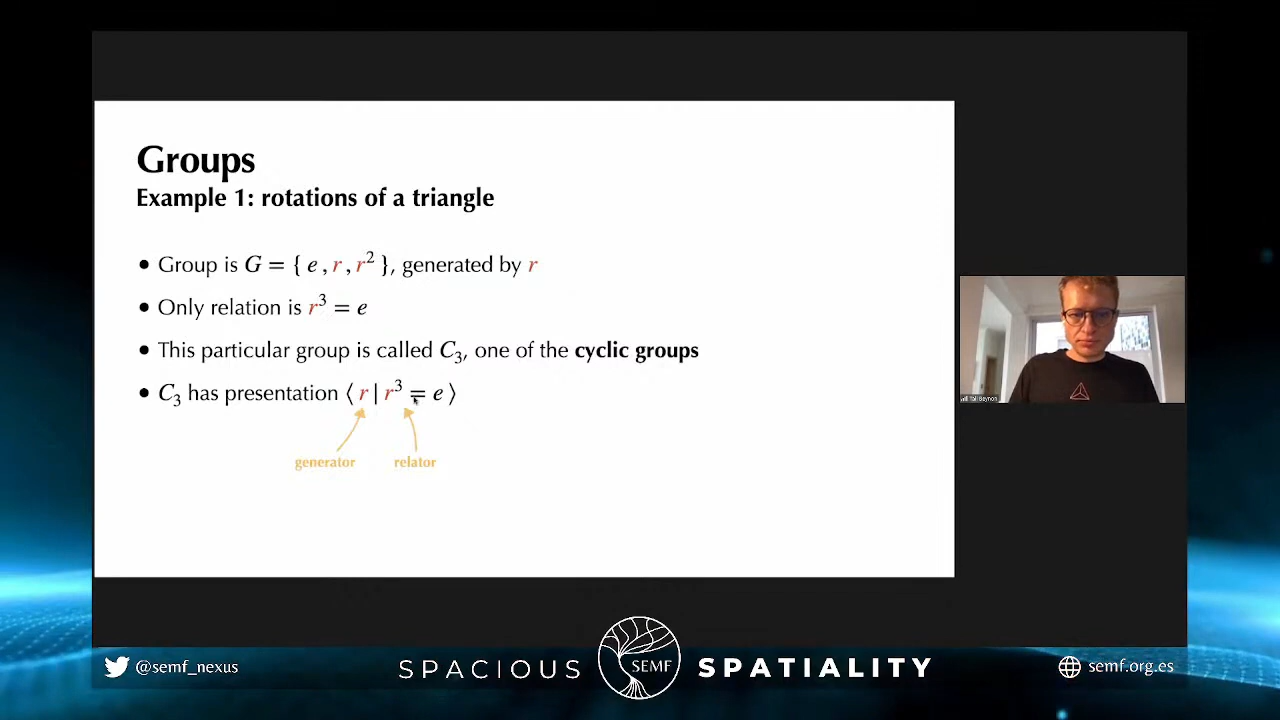 Groups
Example 1: rotations of a triangle
• Group is G = { e , r , r² }, generated by r
• Only relation is r³ = e
• This particular group is called C₃, one of the cyclic groups
• C₃ has presentation ⟨ r | r³ = e ⟩
generator
relator
@semf_nexus
SPACIOUS
SEMF
SPATIALITY
semf.org.es